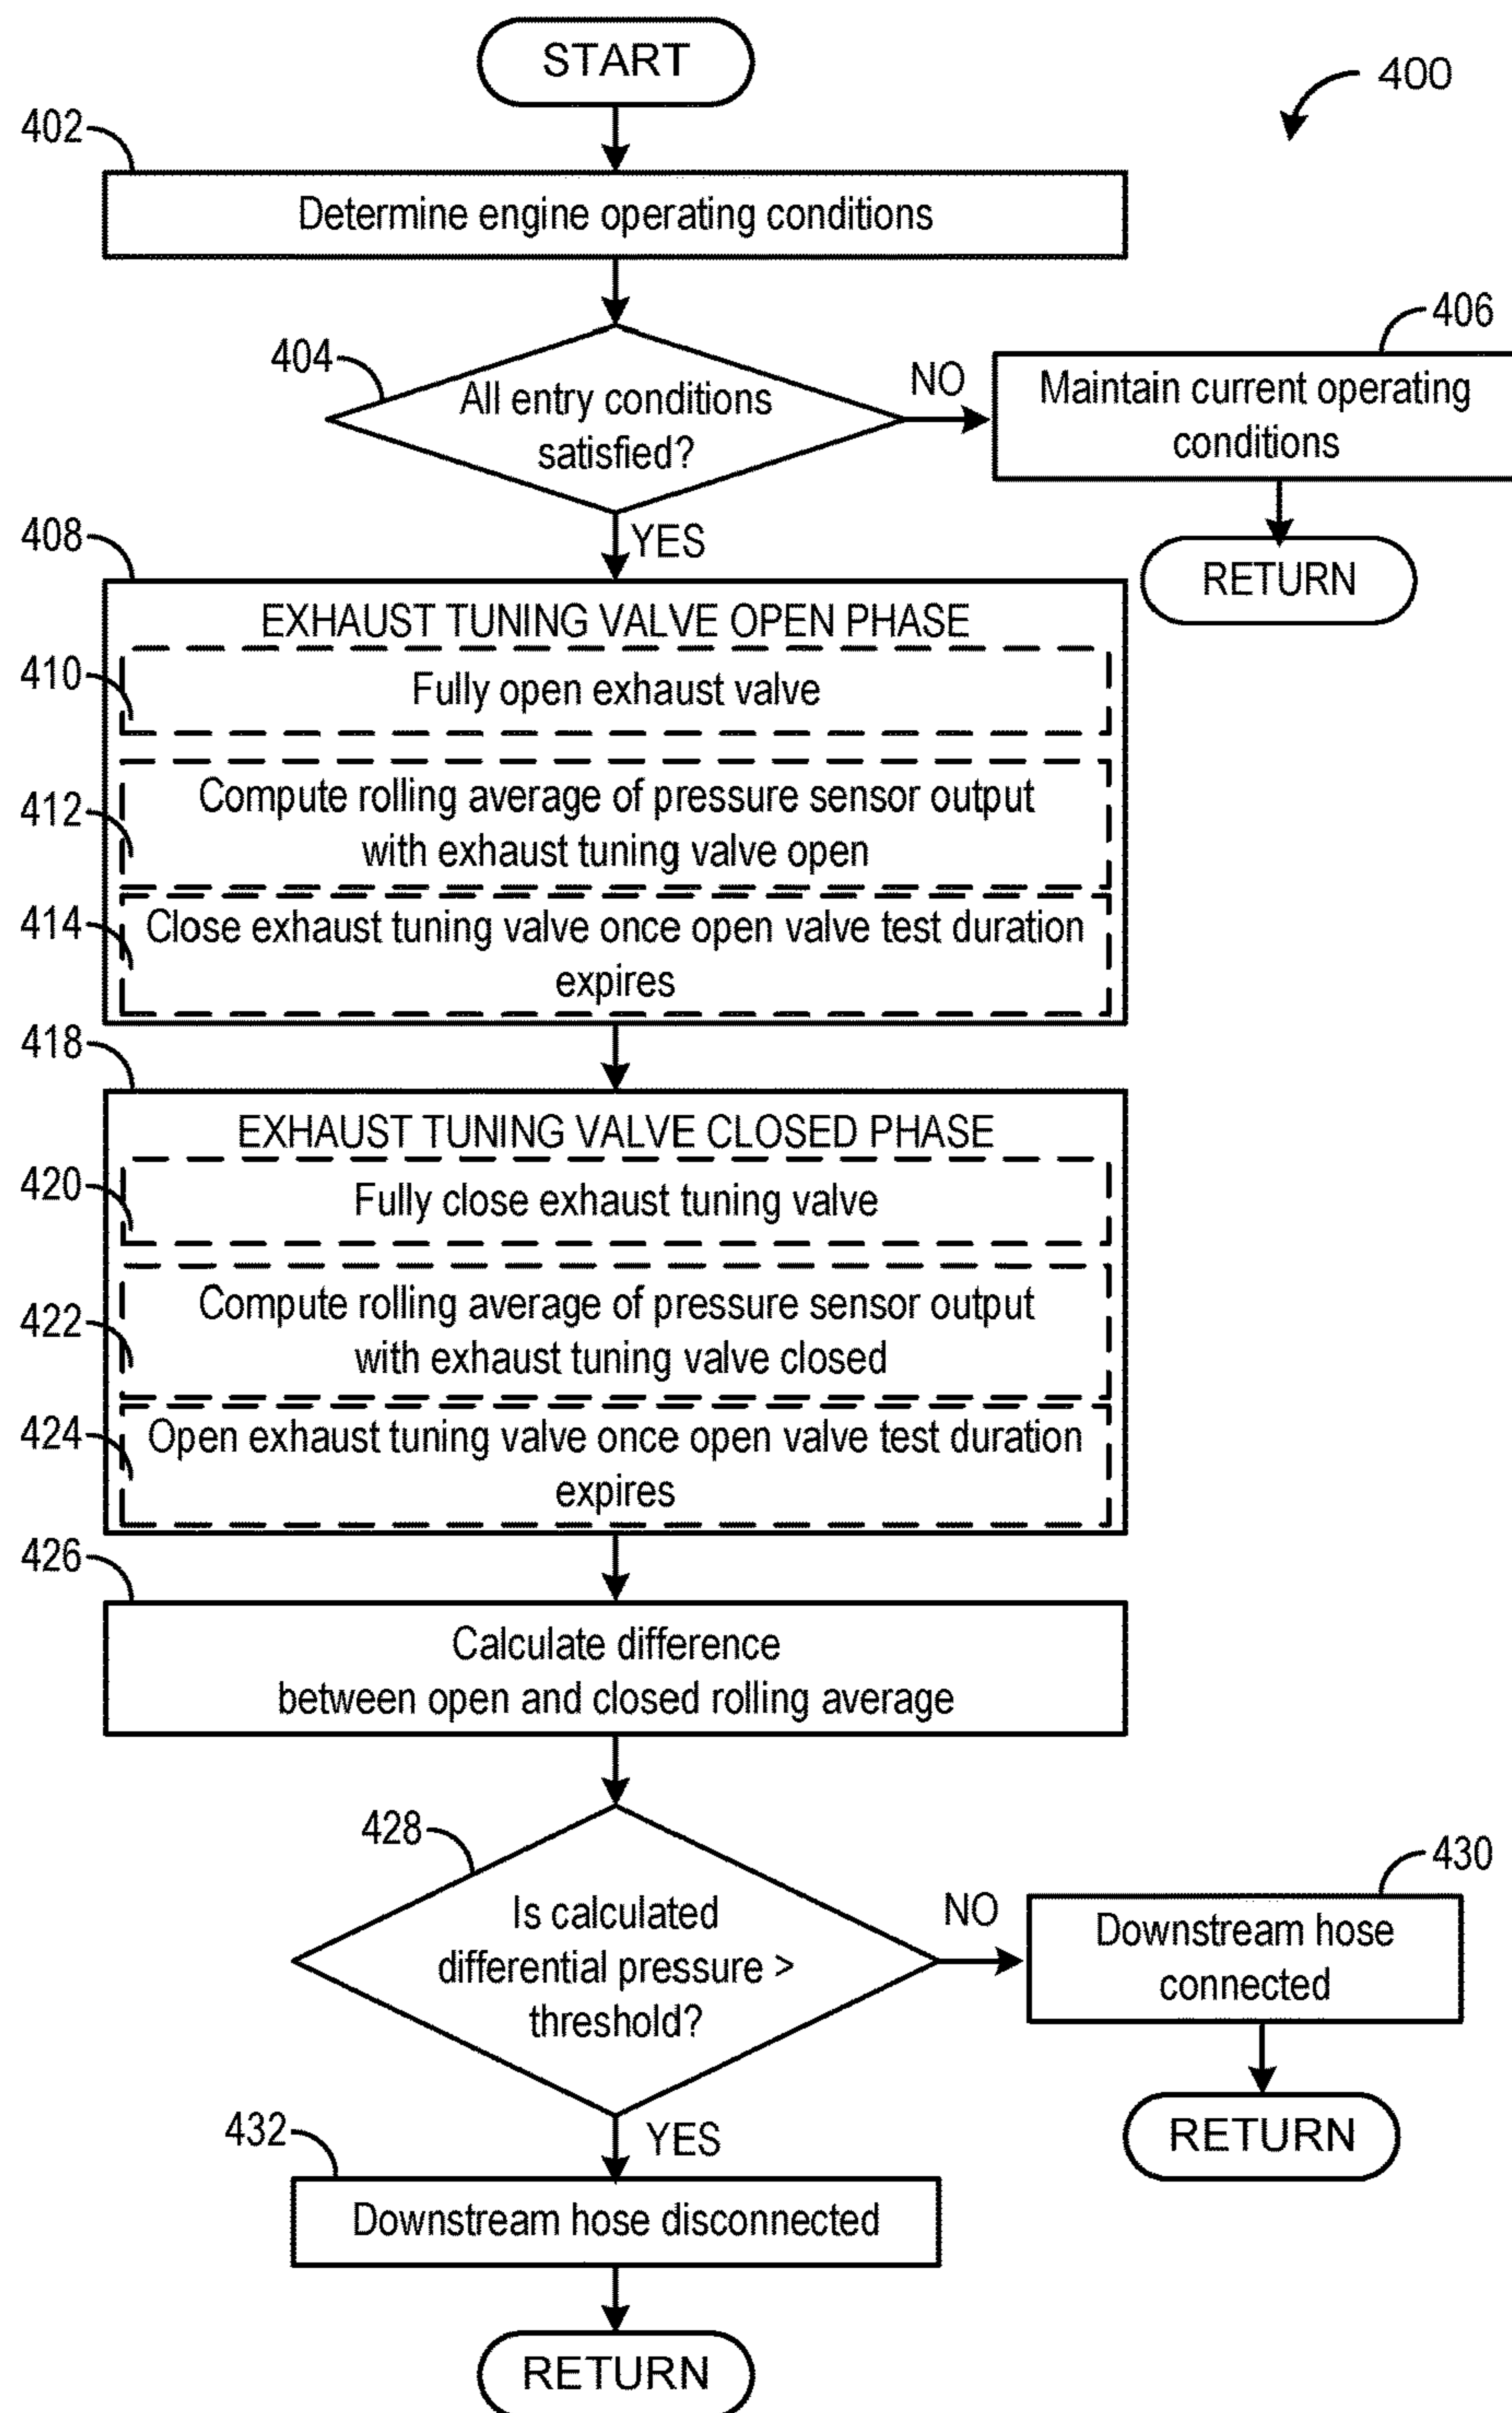 START
400
402
Determine engine operating conditions
404
All entry conditions
satisfied?
NO
406
Maintain current operating
conditions
RETURN
YES
408
EXHAUST TUNING VALVE OPEN PHASE
410
Fully open exhaust valve
412
Compute rolling average of pressure sensor output
with exhaust tuning valve open
414
Close exhaust tuning valve once open valve test duration
expires
418
EXHAUST TUNING VALVE CLOSED PHASE
420
Fully close exhaust tuning valve
422
Compute rolling average of pressure sensor output
with exhaust tuning valve closed
424
Open exhaust tuning valve once open valve test duration
expires
426
Calculate difference
between open and closed rolling average
428
Is calculated
differential pressure >
threshold?
NO
430
Downstream hose
connected
RETURN
YES
432
Downstream hose disconnected
RETURN